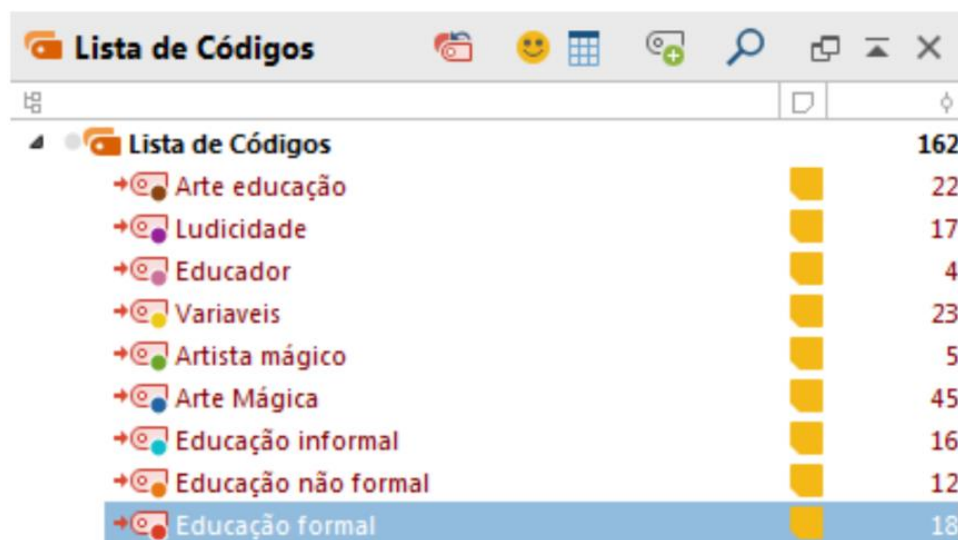 Lista de Códigos
Lista de Códigos 162
Arte educação 22
Ludicidade 17
Educador 4
Variaveis 23
Artista mágico 5
Arte Mágica 45
Educação informal 16
Educação não formal 12
Educação formal 18